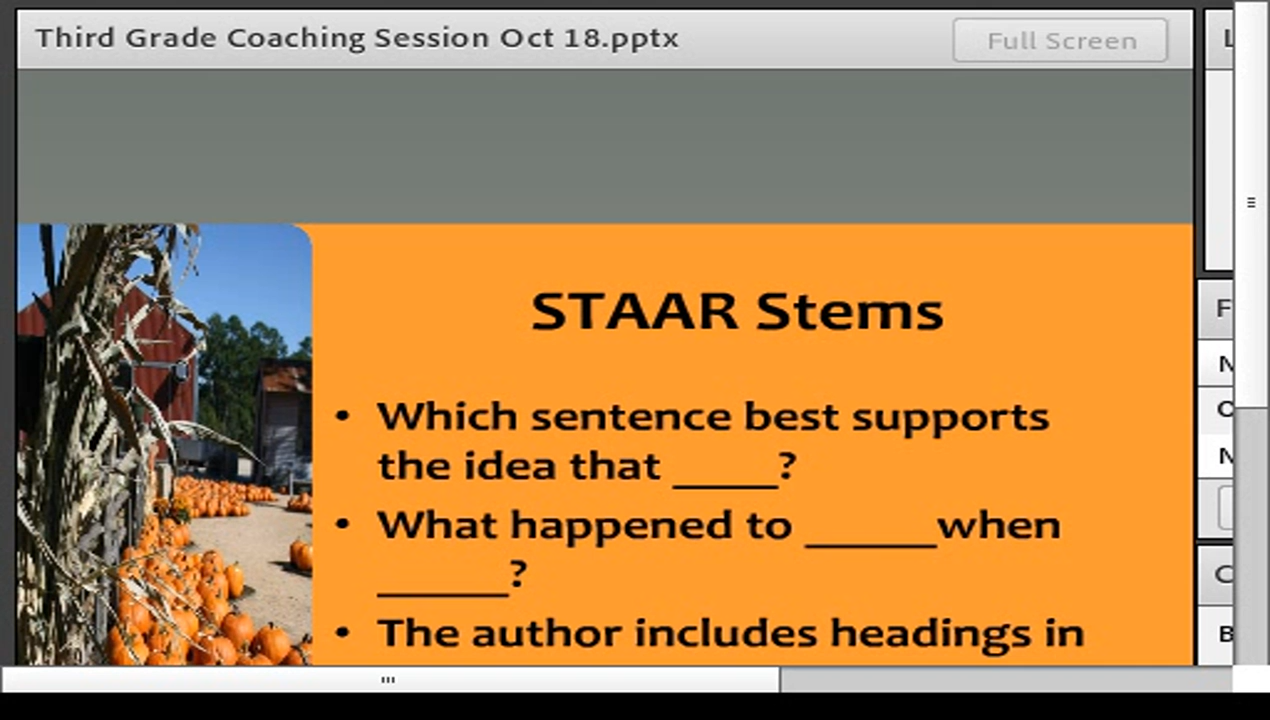 Third Grade Coaching Session Oct 18.pptx
Full Screen
STAAR Stems
• Which sentence best supports
the idea that _____?
• What happened to ______when
______?
• The author includes headings in